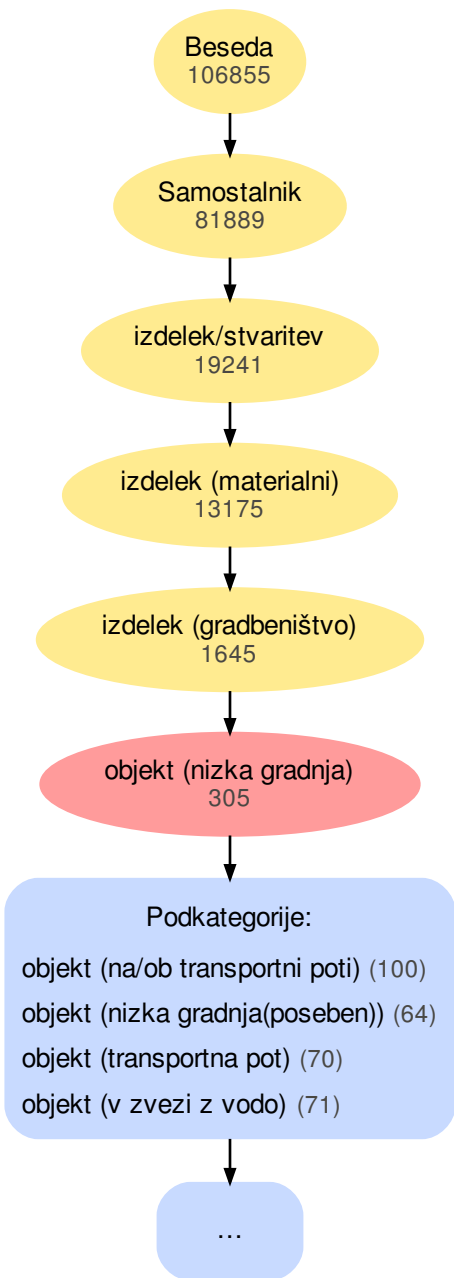 Beseda
106855
Samostalnik
81889
izdelek/stvaritev
19241
izdelek (materialni)
13175
izdelek (gradbeništvo)
1645
objekt (nizka gradnja)
305
Podkategorije:
objekt (na/ob transportni poti) (100)
objekt (nizka gradnja(poseben)) (64)
objekt (transportna pot) (70)
objekt (v zvezi z vodo) (71)
...